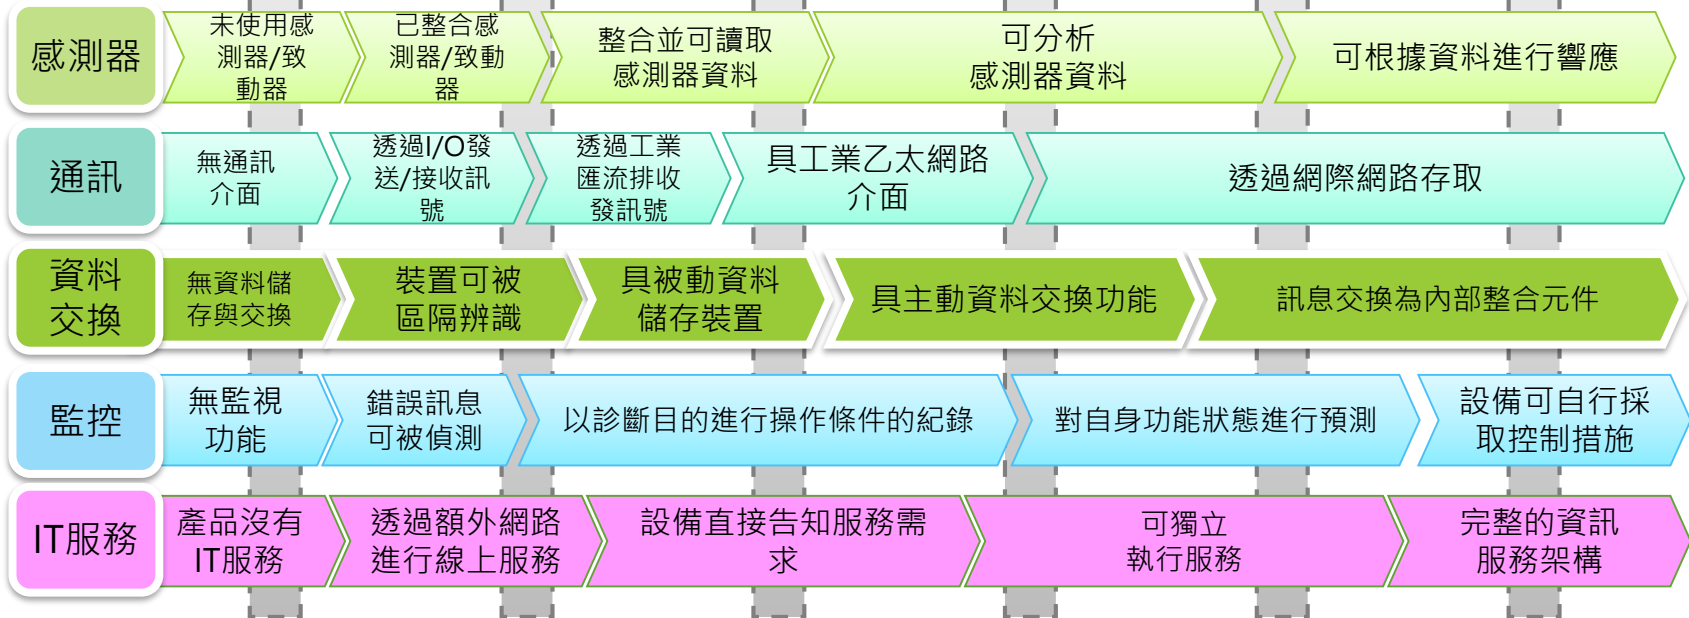 感測器
未使用感
測器/致
動器
已整合感
測器/致動
器
整合並可讀取
感測器資料
可分析
感測器資料
可根據資料進行響應
通訊
無通訊
介面
透過I/O發
送/接收訊
號
透過工業
匯流排收
發訊號
具工業乙太網路
介面
透過網際網路存取
資料
交換
無資料儲
存與交換
裝置可被
區隔辨識
具被動資料
儲存裝置
具主動資料交換功能
訊息交換為內部整合元件
監控
無監視
功能
錯誤訊息
可被偵測
以診斷目的進行操作條件的紀錄
對自身功能狀態進行預測
設備可自行採
取控制措施
IT服務
產品沒有
IT服務
透過額外網路
進行線上服務
設備直接告知服務需
求
可獨立
執行服務
完整的資訊
服務架構